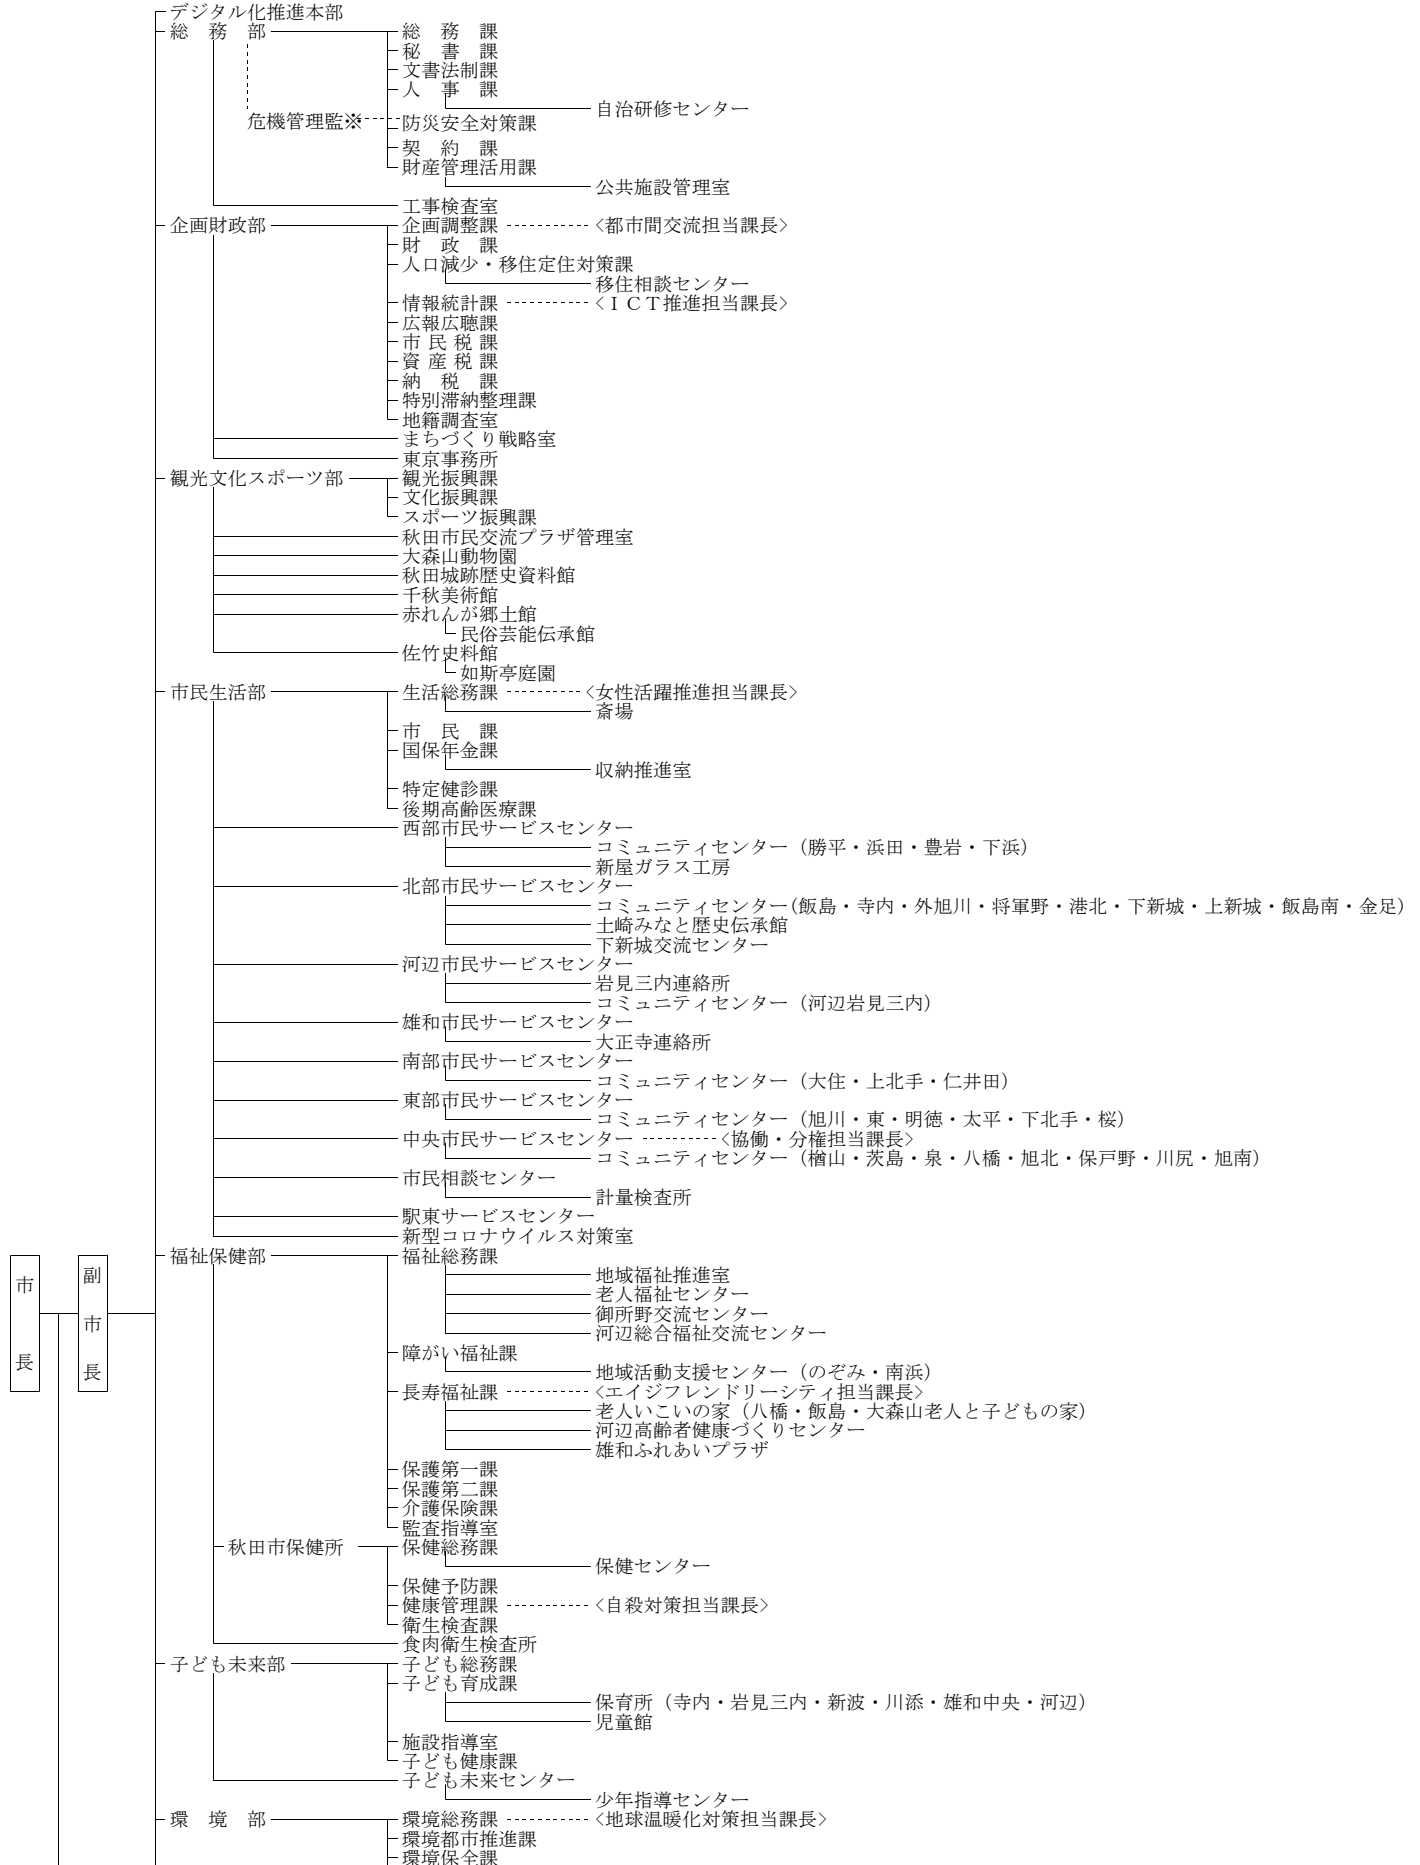 デジタル化推進本部
総　務　部　総　務　課
秘　書　課
文書法制課
人　事　課
自治研修センター
危機管理監※　防災安全対策課
契　約　課
財産管理活用課
公共施設管理室
工事検査室
企画財政部　企画調整課　〈都市間交流担当課長〉
財　政　課
人口減少・移住定住対策課
移住相談センター
情報統計課　〈ＩＣＴ推進担当課長〉
広報広聴課
市 民 税 課
資 産 税 課
納　税　課
特別滞納整理課
地籍調査室
まちづくり戦略室
東京事務所
観光文化スポーツ部　観光振興課
文化振興課
スポーツ振興課
秋田市民交流プラザ管理室
大森山動物園
秋田城跡歴史資料館
千秋美術館
赤れんが郷土館
民俗芸能伝承館
佐竹史料館
如斯亭庭園
市民生活部　生活総務課　〈女性活躍推進担当課長〉
斎場
市　民　課
国保年金課
収納推進室
特定健診課
後期高齢医療課
西部市民サービスセンター
コミュニティセンター（勝平・浜田・豊岩・下浜）
新屋ガラス工房
北部市民サービスセンター
コミュニティセンター（飯島・寺内・外旭川・将軍野・港北・下新城・上新城・飯島南・金足）
土崎みなと歴史伝承館
下新城交流センター
河辺市民サービスセンター
岩見三内連絡所
コミュニティセンター（河辺岩見三内）
雄和市民サービスセンター
大正寺連絡所
南部市民サービスセンター
コミュニティセンター（大住・上北手・仁井田）
東部市民サービスセンター
コミュニティセンター（旭川・東・明徳・太平・下北手・桜）
中央市民サービスセンター　〈協働・分権担当課長〉
コミュニティセンター（楢山・茨島・泉・八橋・旭北・保戸野・川尻・旭南）
市民相談センター
計量検査所
駅東サービスセンター
新型コロナウイルス対策室
市長
副市長
福祉保健部　福祉総務課
地域福祉推進室
老人福祉センター
御所野交流センター
河辺総合福祉交流センター
障がい福祉課
地域活動支援センター（のぞみ・南浜）
長寿福祉課　〈エイジフレンドリーシティ担当課長〉
老人いこいの家（八橋・飯島・大森山老人と子どもの家）
河辺高齢者健康づくりセンター
雄和ふれあいプラザ
保護第一課
保護第二課
介護保険課
監査指導室
秋田市保健所　保健総務課
保健センター
保健予防課
健康管理課　〈自殺対策担当課長〉
衛生検査課
食肉衛生検査所
子ども未来部　子ども総務課
子ども育成課
保育所（寺内・岩見三内・新波・川添・雄和中央・河辺）
児童館
施設指導室
子ども健康課
子ども未来センター
少年指導センター
環　境　部　環境総務課　〈地球温暖化対策担当課長〉
環境都市推進課
環境保全課